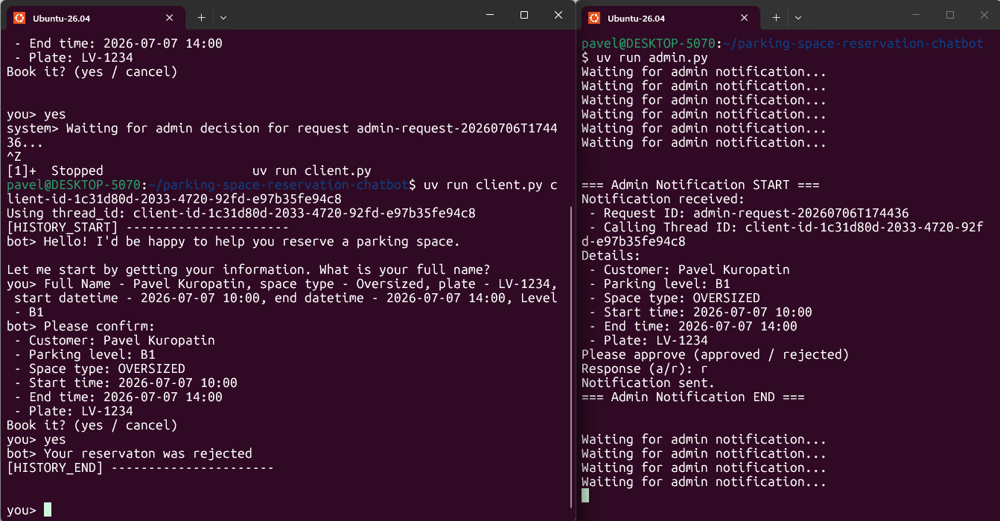 Ubuntu-26.04
 - End time: 2026-07-07 14:00
 - Plate: LV-1234
Book it? (yes / cancel)
you> yes
system> Waiting for admin decision for request admin-request-20260706T1744
36...
^Z
[1]+  Stopped                 uv run client.py
pavel@DESKTOP-5070:~/parking-space-reservation-chatbot$ uv run client.py c
lient-id-1c31d80d-2033-4720-92fd-e97b35fe94c8
Using thread_id: client-id-1c31d80d-2033-4720-92fd-e97b35fe94c8
[HISTORY_START] ----------------------
bot> Hello! I'd be happy to help you reserve a parking space.
Let me start by getting your information. What is your full name?
you> Full Name - Pavel Kuropatin, space type - Oversized, plate - LV-1234,
 start datetime - 2026-07-07 10:00, end datetime - 2026-07-07 14:00, Level
 - B1
bot> Please confirm:
 - Customer: Pavel Kuropatin
 - Parking level: B1
 - Space type: OVERSIZED
 - Start time: 2026-07-07 10:00
 - End time: 2026-07-07 14:00
 - Plate: LV-1234
Book it? (yes / cancel)
you> yes
bot> Your reservaton was rejected
[HISTORY_END] ----------------------
you>
Ubuntu-26.04
pavel@DESKTOP-5070:~/parking-space-reservation-chatbot
$ uv run admin.py
Waiting for admin notification...
Waiting for admin notification...
Waiting for admin notification...
Waiting for admin notification...
Waiting for admin notification...
Waiting for admin notification...
=== Admin Notification START ===
Notification received:
 - Request ID: admin-request-20260706T174436
 - Calling Thread ID: client-id-1c31d80d-2033-4720-92f
d-e97b35fe94c8
Details:
 - Customer: Pavel Kuropatin
 - Parking level: B1
 - Space type: OVERSIZED
 - Start time: 2026-07-07 10:00
 - End time: 2026-07-07 14:00
 - Plate: LV-1234
Please approve (approved / rejected)
Response (a/r): r
Notification sent.
=== Admin Notification END ===
Waiting for admin notification...
Waiting for admin notification...
Waiting for admin notification...
Waiting for admin notification...